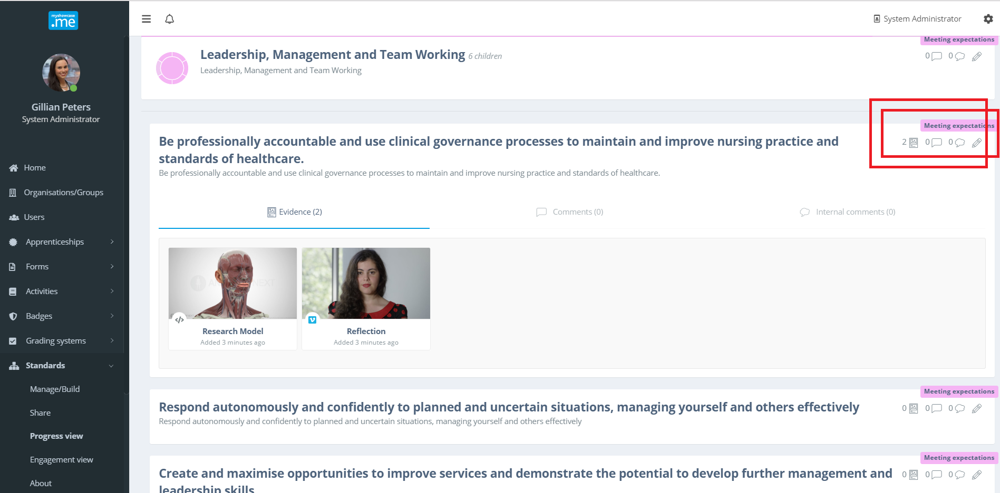 myshowcase
.me
System Administrator
Gillian Peters
System Administrator
Home
Organisations/Groups
Users
Apprenticeships
Forms
Activities
Badges
Grading systems
Standards
Manage/Build
Share
Progress view
Engagement view
About
Meeting expectations
Leadership, Management and Team Working 6 children
0 0
Leadership, Management and Team Working
Meeting expectations
Be professionally accountable and use clinical governance processes to maintain and improve nursing practice and
2 0 0
standards of healthcare.
Be professionally accountable and use clinical governance processes to maintain and improve nursing practice and standards of healthcare.
Evidence (2)
Comments (0)
Internal comments (0)
Research Model
Added 3 minutes ago
Reflection
Added 3 minutes ago
Meeting expectations
Respond autonomously and confidently to planned and uncertain situations, managing yourself and others effectively
0 0 0
Respond autonomously and confidently to planned and uncertain situations, managing yourself and others effectively
Meeting expectations
Create and maximise opportunities to improve services and demonstrate the potential to develop further management and
0 0 0
leadership skills